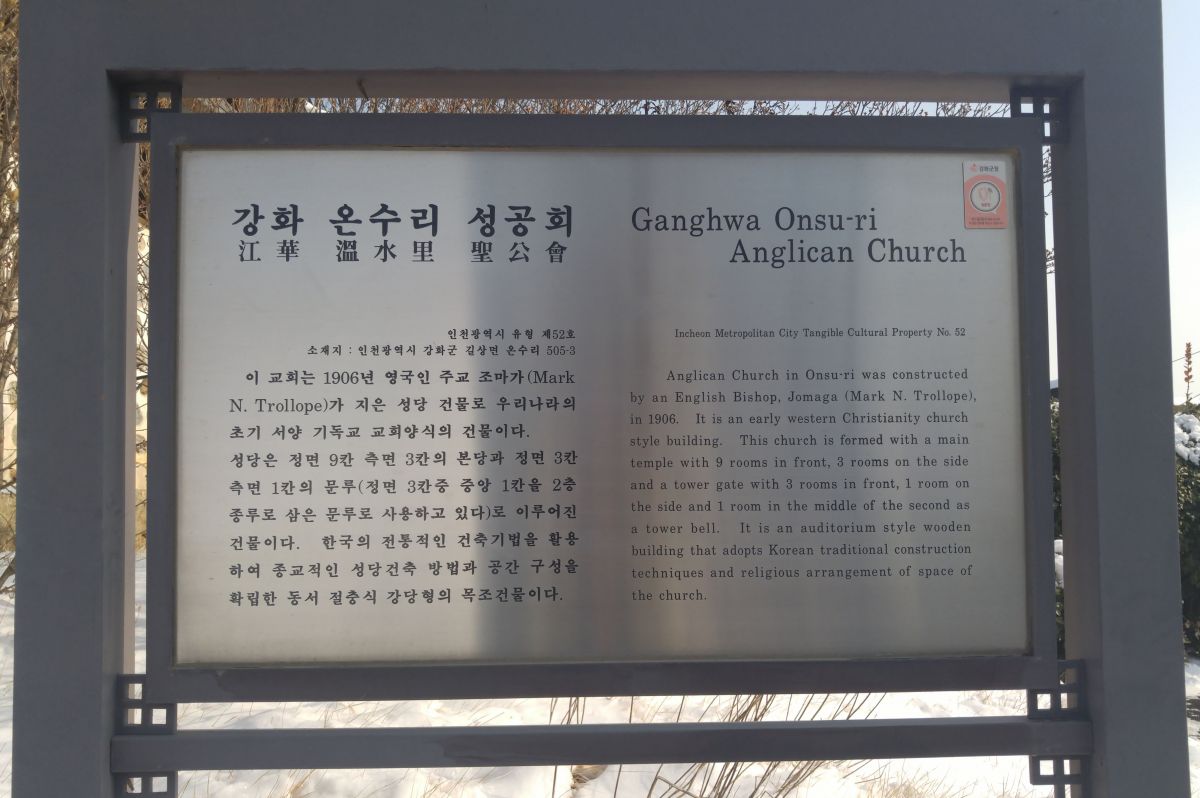 강화 온수리 성공회
江華 溫水里 聖公會
인천광역시 유형 제52호
소재지 : 인천광역시 강화군 길상면 온수리 505-3
이 교회는 1906년 영국인 주교 조마가(Mark
N. Trollope)가 지은 성당 건물로 우리나라의
초기 서양 기독교 교회양식의 건물이다.
성당은 정면 9칸 측면 3칸의 본당과 정면 3칸
측면 1칸의 문루(정면 3칸중 중앙 1칸을 2층
종루로 삼은 문루로 사용하고 있다)로 이루어진
건물이다. 한국의 전통적인 건축기법을 활용
하여 종교적인 성당건축 방법과 공간 구성을
확립한 동서 절충식 강당형의 목조건물이다.
Ganghwa Onsu-ri
Anglican Church
Incheon Metropolitan City Tangible Cultural Property No. 52
Anglican Church in Onsu-ri was constructed
by an English Bishop, Jomaga (Mark N. Trollope),
in 1906. It is an early western Christianity church
style building. This church is formed with a main
temple with 9 rooms in front, 3 rooms on the side
and a tower gate with 3 rooms in front, 1 room on
the side and 1 room in the middle of the second as
a tower bell. It is an auditorium style wooden
building that adopts Korean traditional construction
techniques and religious arrangement of space of
the church.
강화군청